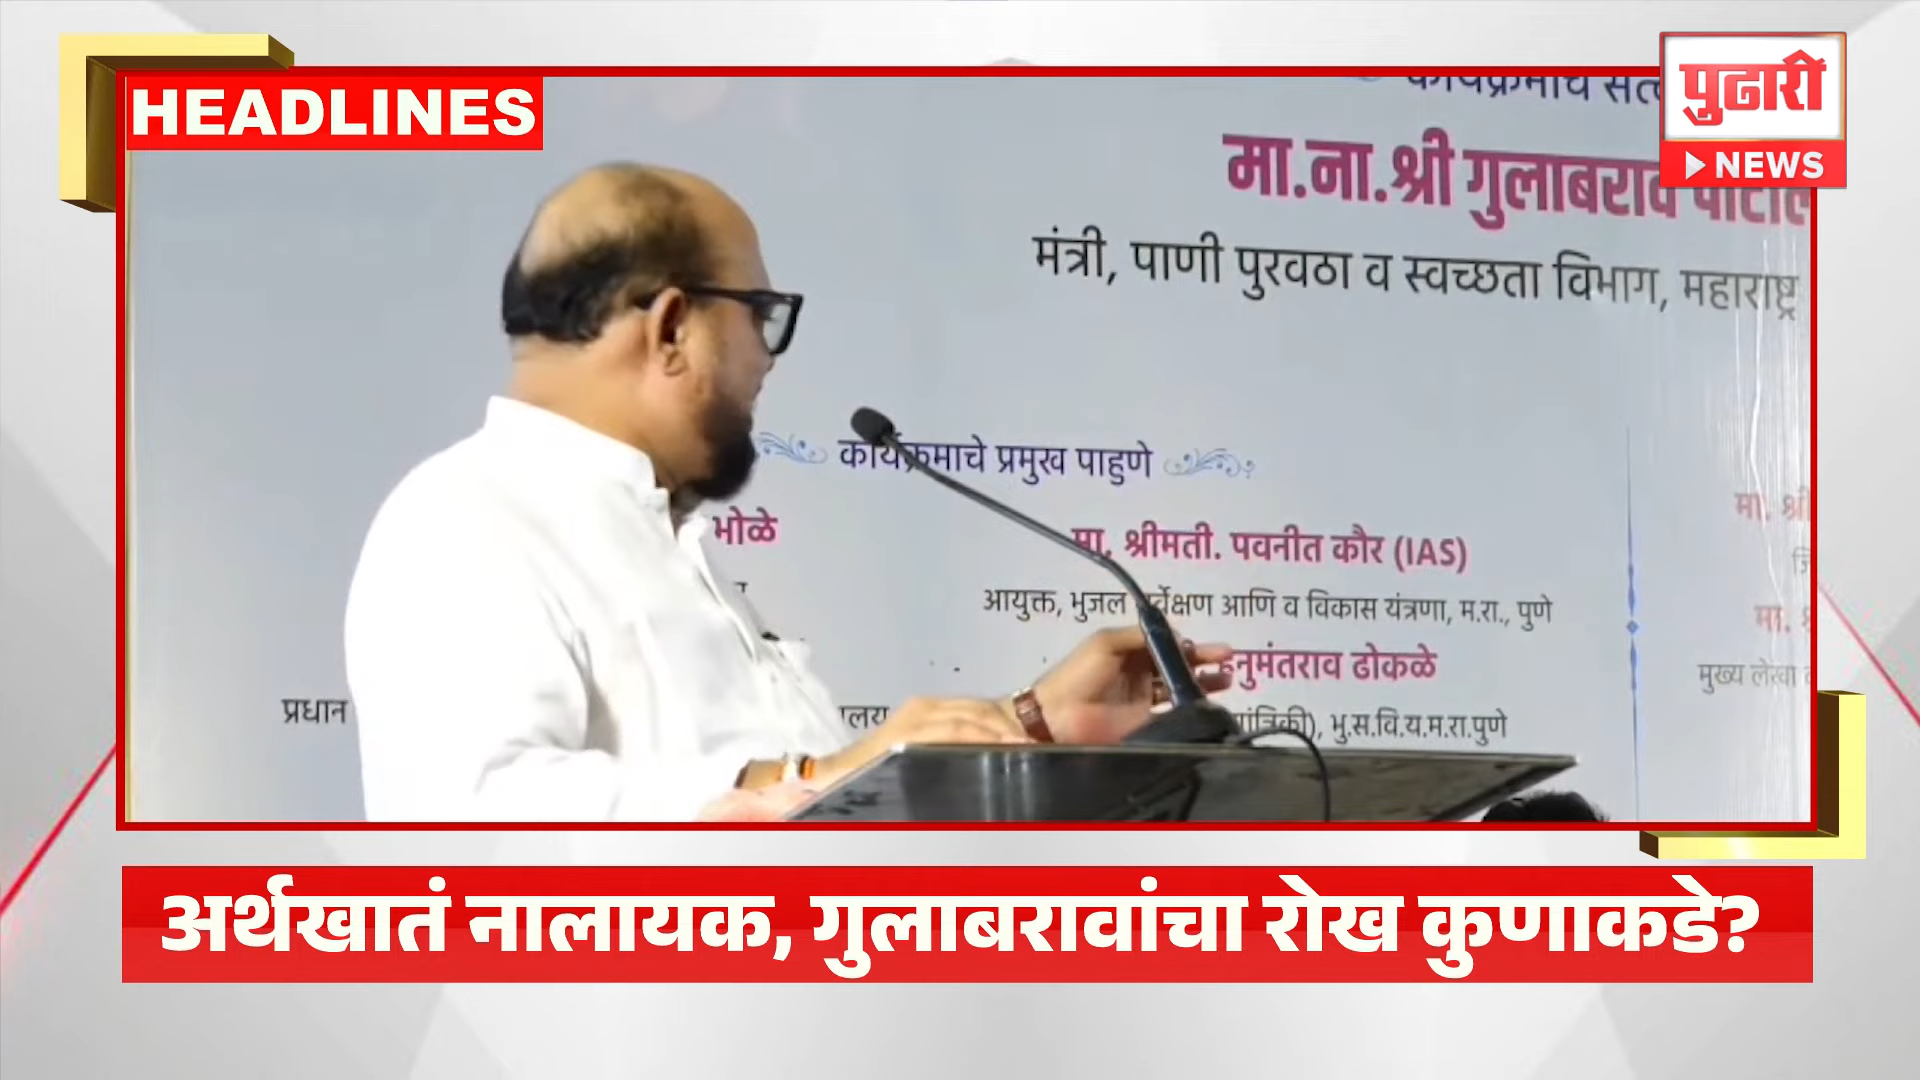 HEADLINES
पुढारी
NEWS
मा.ना.श्री गुलाबराव पाटील
मंत्री, पाणी पुरवठा व स्वच्छता विभाग, महाराष्ट्र
कार्यक्रमाचे प्रमुख पाहुणे
भोळे
मा. श्रीमती. पवनीत कौर (IAS)
आयुक्त, भुजल सर्वेक्षण आणि व विकास यंत्रणा, म.रा., पुणे
हनुमंतराव ढोकळे
प्रधान
भु.स.वि.य.म.रा.पुणे
मा. श्री
मा.
मुख्य लेखा
अर्थखातं नालायक, गुलाबरावांचा रोख कुणाकडे?